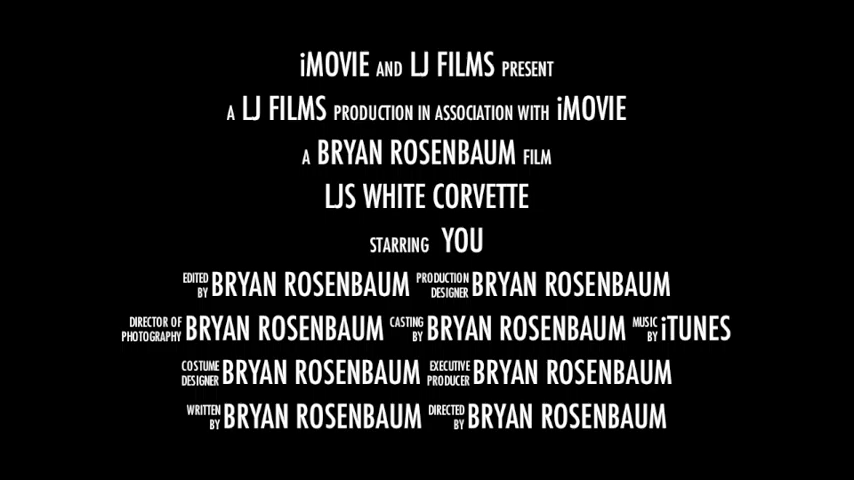 iMOVIE AND LJ FILMS PRESENT
A LJ FILMS PRODUCTION IN ASSOCIATION WITH iMOVIE
A BRYAN ROSENBAUM FILM
LJS WHITE CORVETTE
STARRING YOU
EDITED BY BRYAN ROSENBAUM PRODUCTION DESIGNER BRYAN ROSENBAUM
DIRECTOR OF PHOTOGRAPHY BRYAN ROSENBAUM CASTING BY BRYAN ROSENBAUM MUSIC BY iTUNES
COSTUME DESIGNER BRYAN ROSENBAUM EXECUTIVE PRODUCER BRYAN ROSENBAUM
WRITTEN BY BRYAN ROSENBAUM DIRECTED BY BRYAN ROSENBAUM